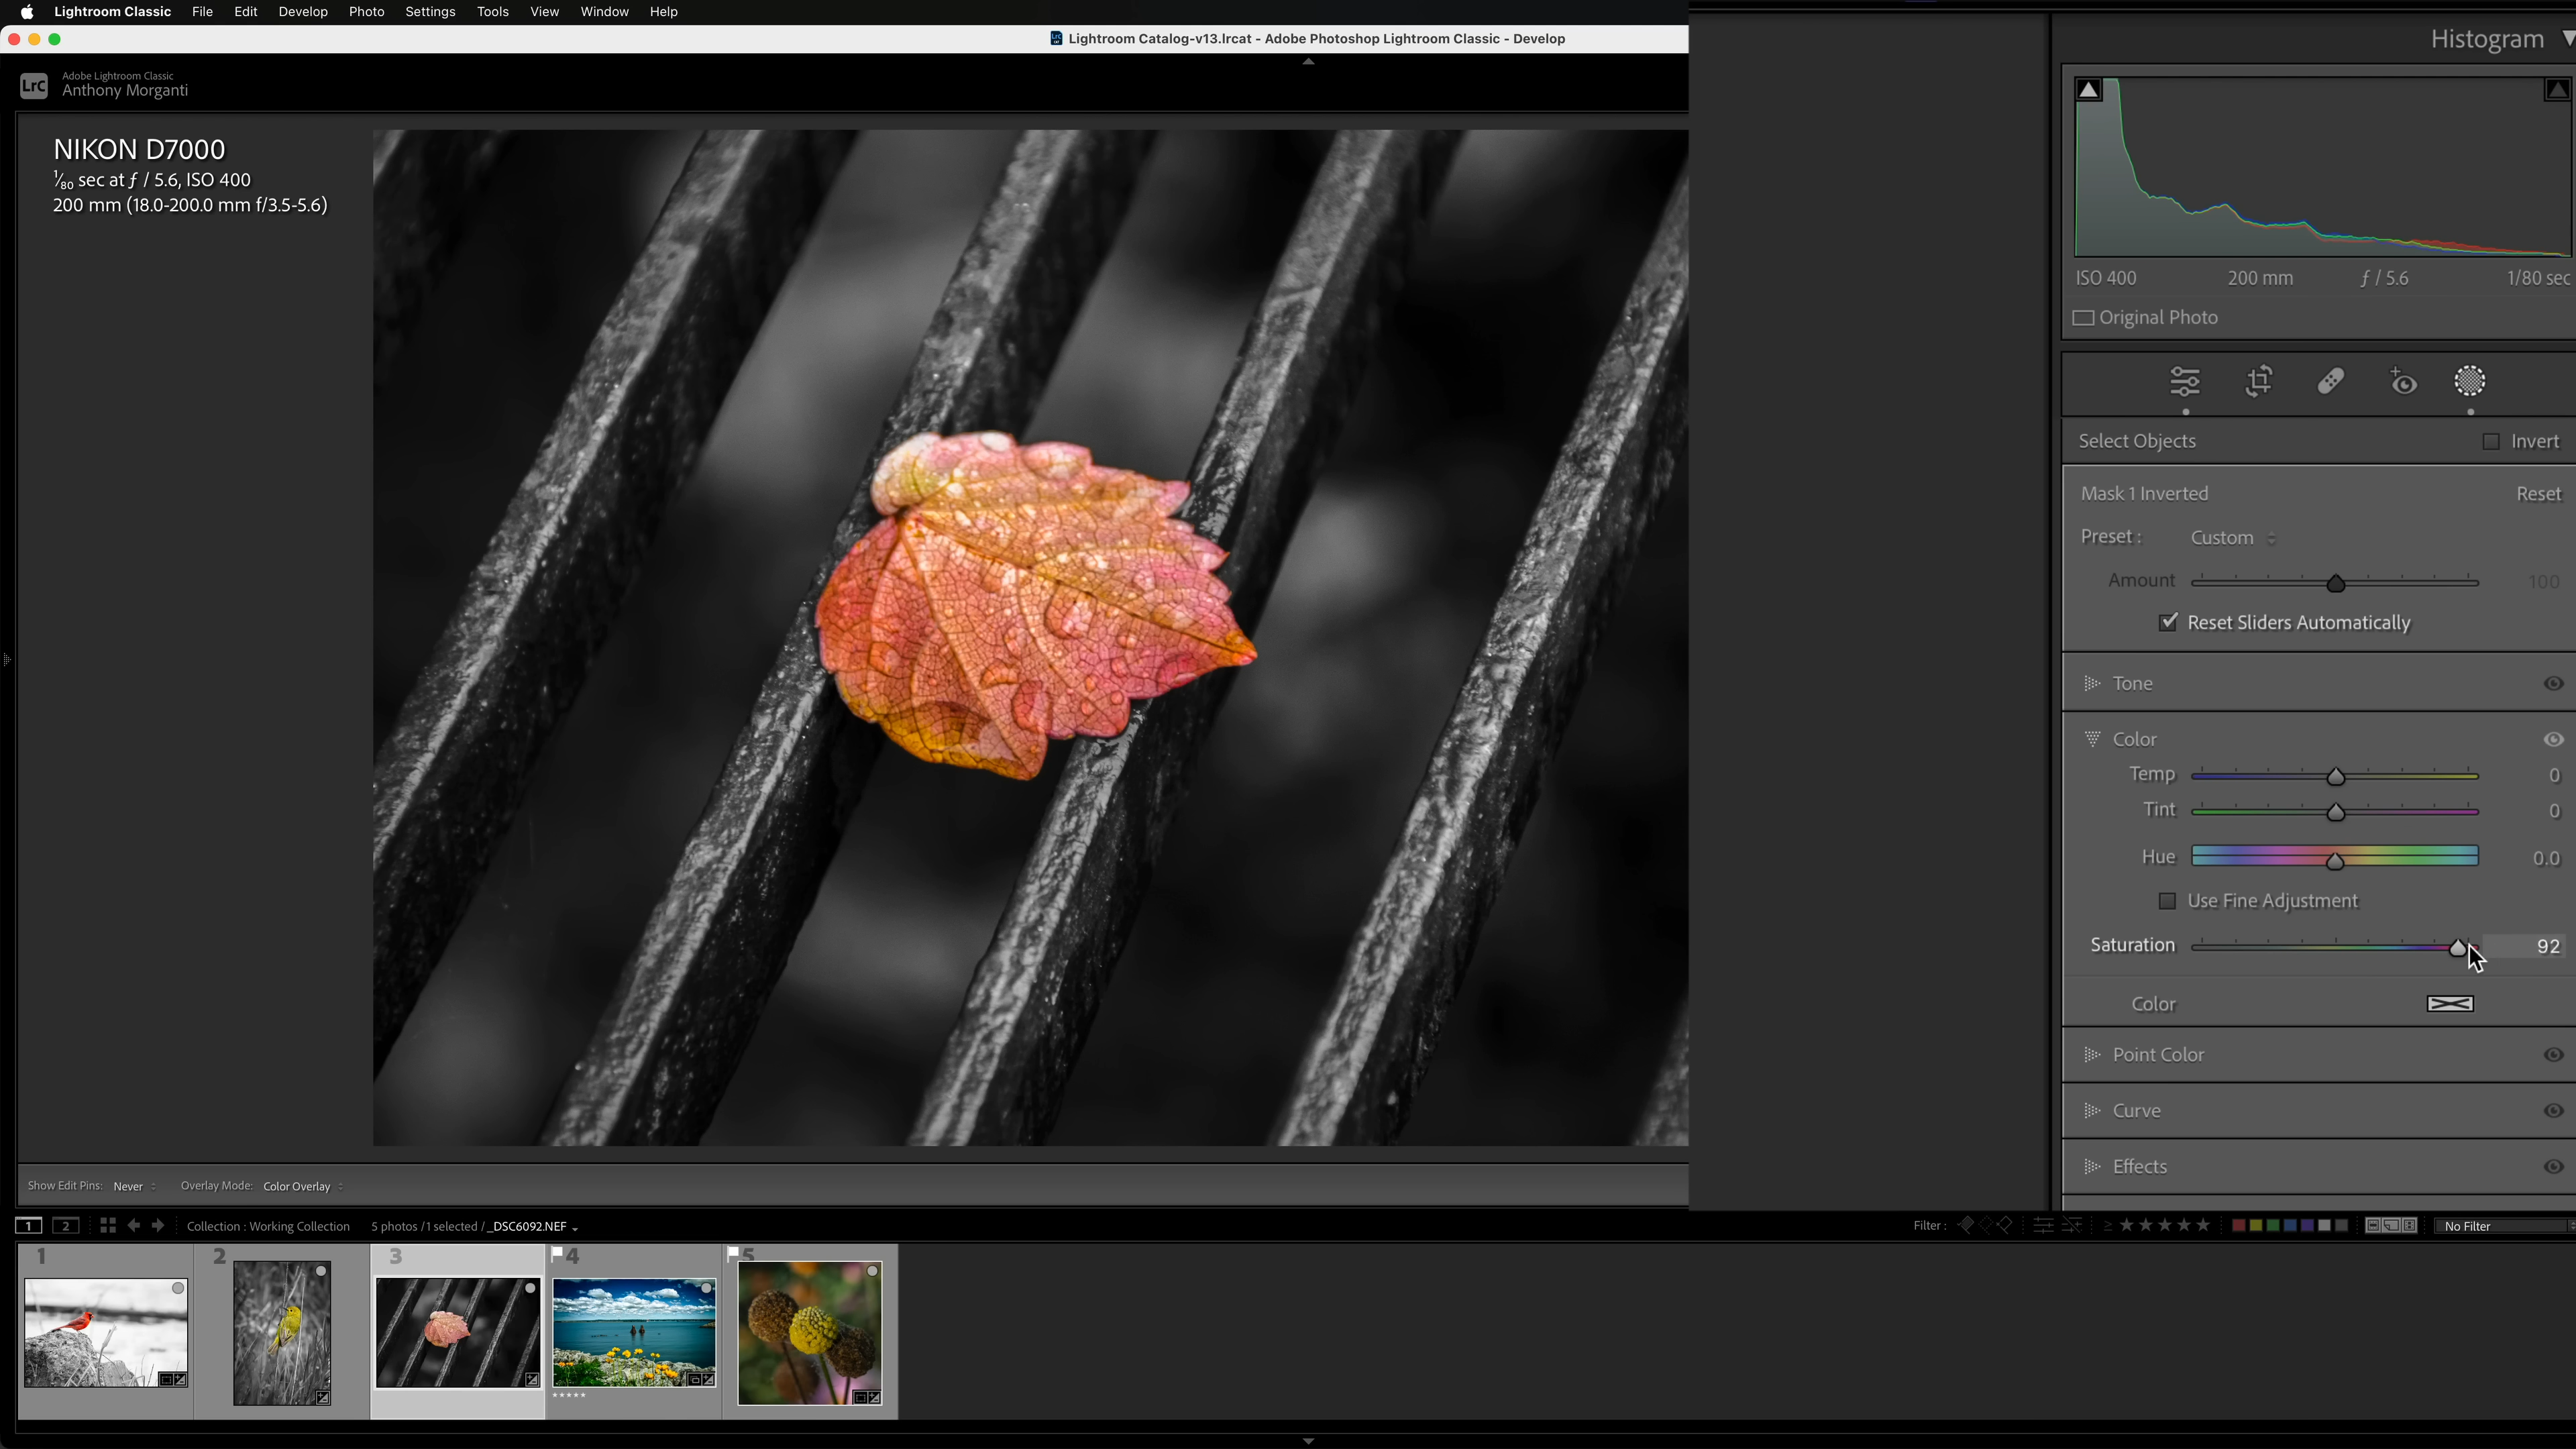 Lightroom Classic File Edit Develop Photo Settings Tools View Window Help
Lightroom Catalog-v13.lrcat - Adobe Photoshop Lightroom Classic - Develop
LrC
Adobe Lightroom Classic
Anthony Morganti
NIKON D7000
1/80 sec at ƒ / 5.6, ISO 400
200 mm (18.0-200.0 mm f/3.5-5.6)
Histogram
ISO 400 200 mm ƒ / 5.6 1/80 sec
Original Photo
Select Objects Invert
Mask 1 Inverted Reset
Preset : Custom
Amount 100
Reset Sliders Automatically
Tone
Color
Temp 0
Tint 0
Hue 0.0
Use Fine Adjustment
Saturation 92
Color
Point Color
Curve
Effects
Show Edit Pins: Never Overlay Mode: Color Overlay
1 2 Collection : Working Collection 5 photos /1 selected /_DSC6092.NEF Filter : No Filter
1 2 3 4 5